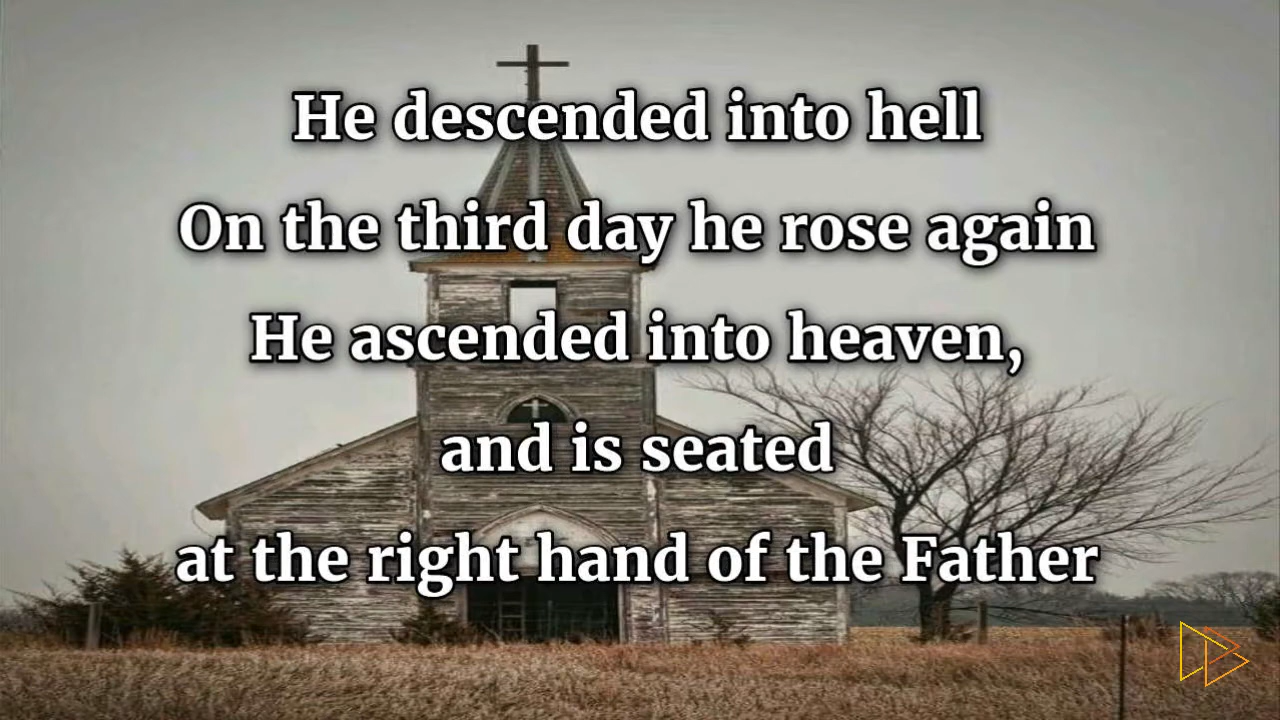 He descended into hell
On the third day he rose again
He ascended into heaven,
and is seated
at the right hand of the Father